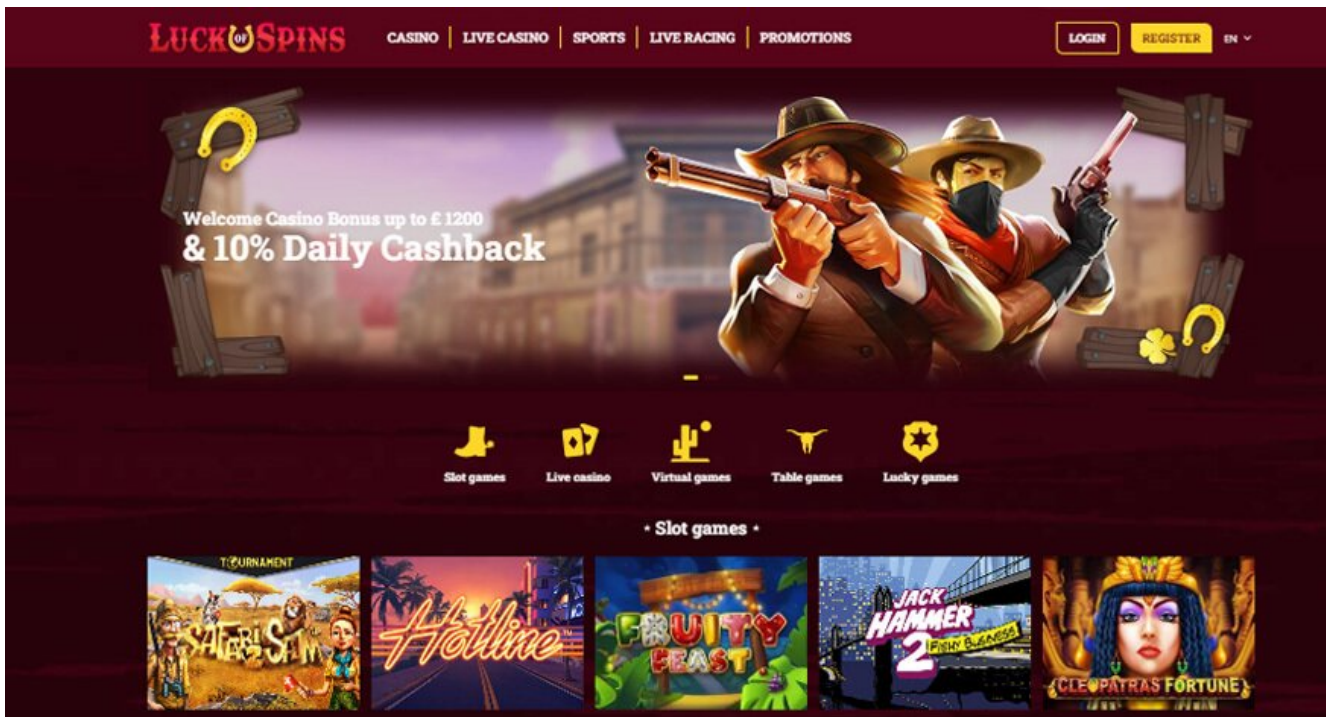 LUCK OF SPINS
CASINO
LIVE CASINO
SPORTS
LIVE RACING
PROMOTIONS
LOGIN
REGISTER
EN
Welcome Casino Bonus up to £ 1200
& 10% Daily Cashback
Slot games
Live casino
Virtual games
Table games
Lucky games
* Slot games *
TOURNAMENT
SAFARI SAM
Hotline™
FRUITY
FEAST
JACK
HAMMER
2 FISHY BUSINESS
CLEOPATRAS FORTUNE